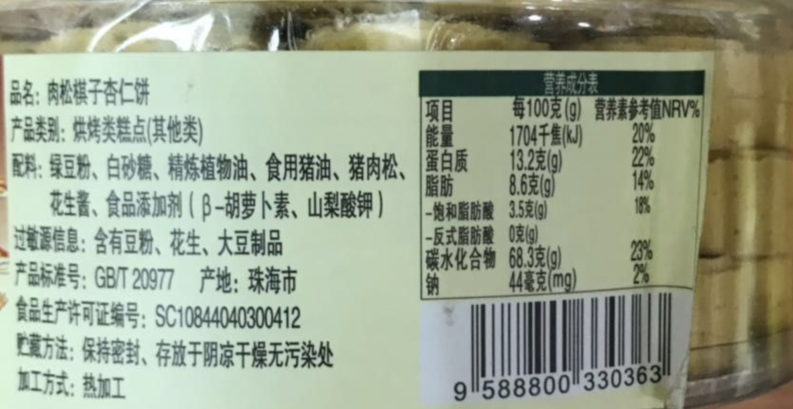 品名：肉松棋子杏仁饼
产品类别：烘烤类糕点(其他类)
配料：绿豆粉、白砂糖、精炼植物油、食用猪油、猪肉松、
花生酱、食品添加剂（β-胡萝卜素、山梨酸钾）
过敏源信息：含有豆粉、花生、大豆制品
产品标准号：GB/T 20977 产地：珠海市
食品生产许可证编号：SC10844040300412
贮藏方法：保持密封、存放于阴凉干燥无污染处
加工方式：热加工
营养成分表
项目 每100克(g) 营养素参考值NRV%
能量 1704千焦(kJ) 20%
蛋白质 13.2克(g) 22%
脂肪 8.6克(g) 14%
-饱和脂肪酸 3.5克(g) 18%
-反式脂肪酸 0克(g)
碳水化合物 68.3克(g) 23%
钠 44毫克(mg) 2%
9 588800 330363